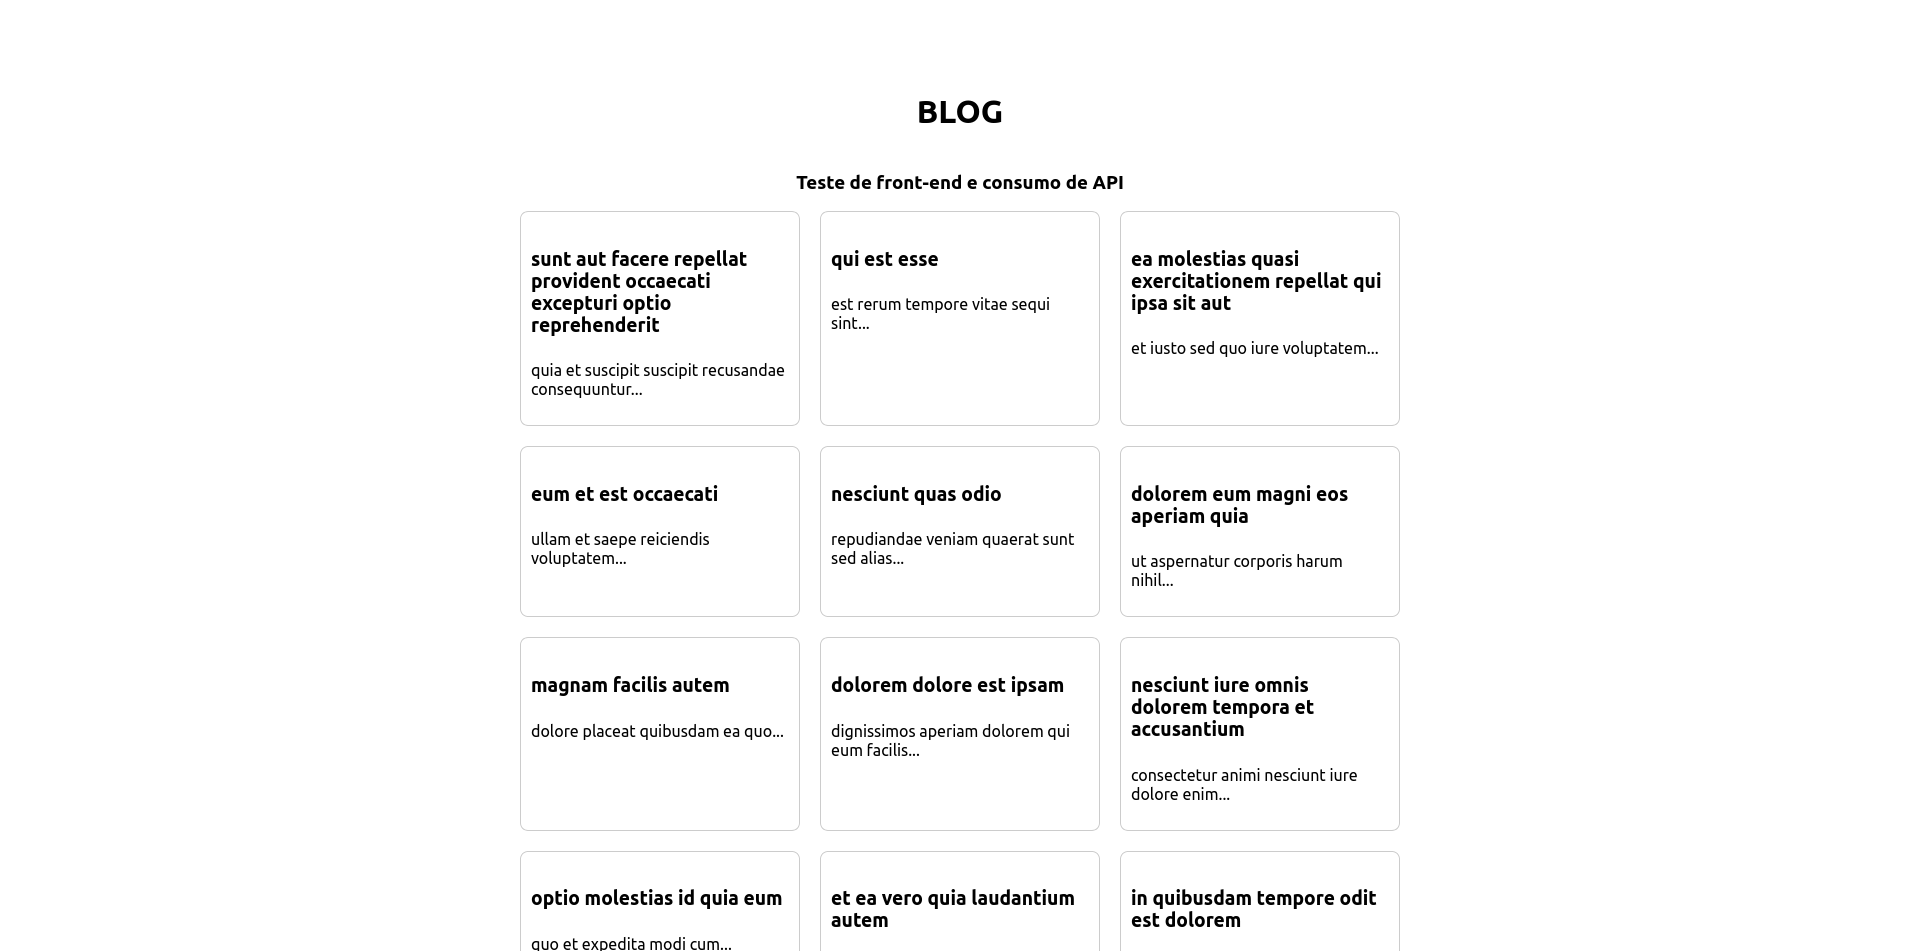 BLOG
Teste de front-end e consumo de API
sunt aut facere repellat
provident occaecati
excepturi optio
reprehenderit
quia et suscipit suscipit recusandae
consequuntur...
qui est esse
est rerum tempore vitae sequi
sint...
ea molestias quasi
exercitationem repellat qui
ipsa sit aut
et iusto sed quo iure voluptatem...
eum et est occaecati
ullam et saepe reiciendis
voluptatem...
nesciunt quas odio
repudiandae veniam quaerat sunt
sed alias...
dolorem eum magni eos
aperiam quia
ut aspernatur corporis harum
nihil...
magnam facilis autem
dolore placeat quibusdam ea quo...
dolorem dolore est ipsam
dignissimos aperiam dolorem qui
eum facilis...
nesciunt iure omnis
dolorem tempora et
accusantium
consectetur animi nesciunt iure
dolore enim...
optio molestias id quia eum
quo et expedita modi cum...
et ea vero quia laudantium
autem
in quibusdam tempore odit
est dolorem